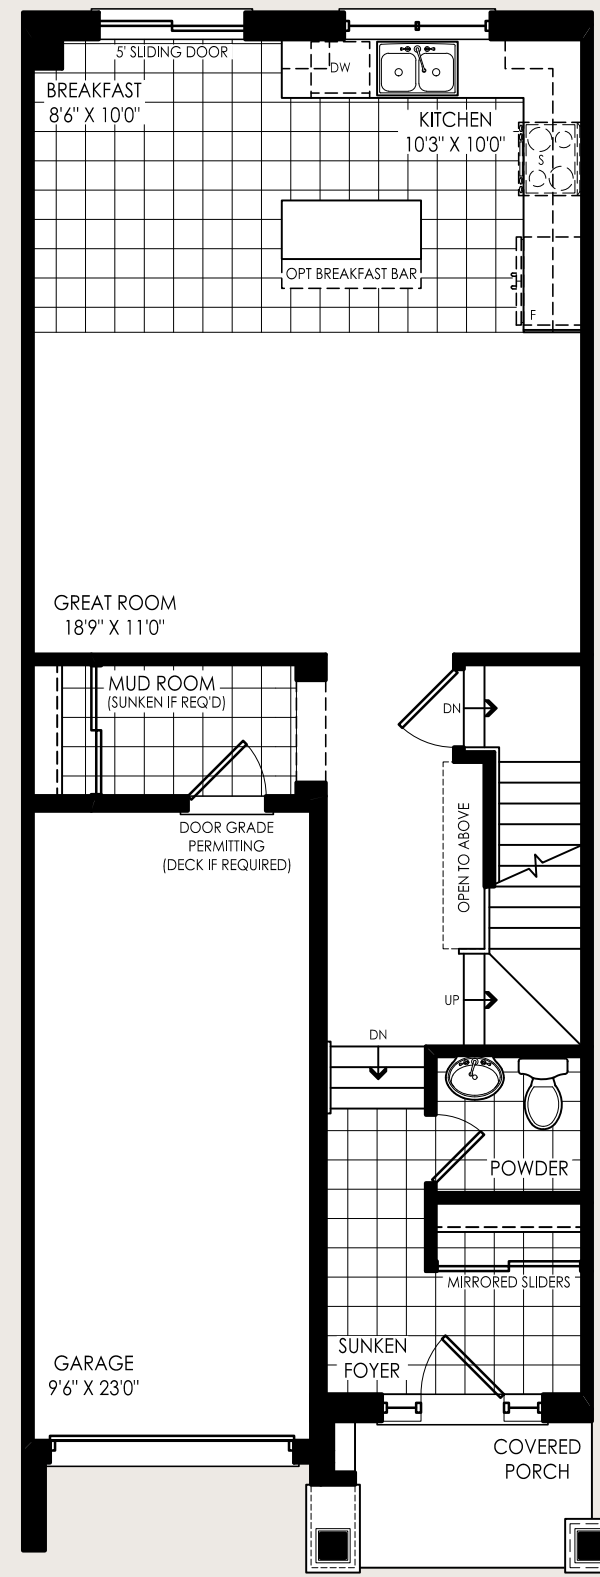 5' SLIDING DOOR
DW
BREAKFAST
8'6" X 10'0"
KITCHEN
10'3" X 10'0"
S
OPT BREAKFAST BAR
F
GREAT ROOM
18'9" X 11'0"
MUD ROOM
(SUNKEN IF REQ'D)
DN
DOOR GRADE
PERMITTING
(DECK IF REQUIRED)
OPEN TO ABOVE
UP
DN
POWDER
MIRRORED SLIDERS
SUNKEN
FOYER
GARAGE
9'6" X 23'0"
COVERED
PORCH